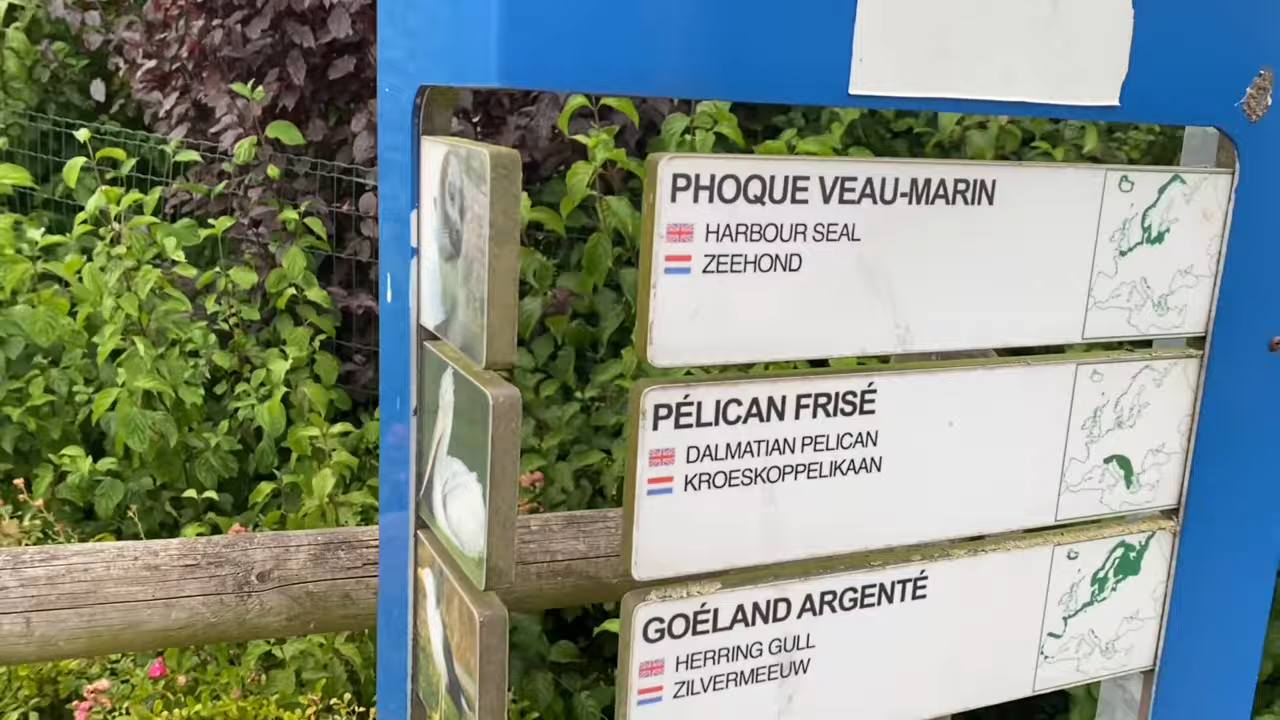 PHOQUE VEAU-MARIN
HARBOUR SEAL
ZEEHOND
PÉLICAN FRISÉ
DALMATIAN PELICAN
KROESKOPPELIKAAN
GOÉLAND ARGENTÉ
HERRING GULL
ZILVERMEEUW